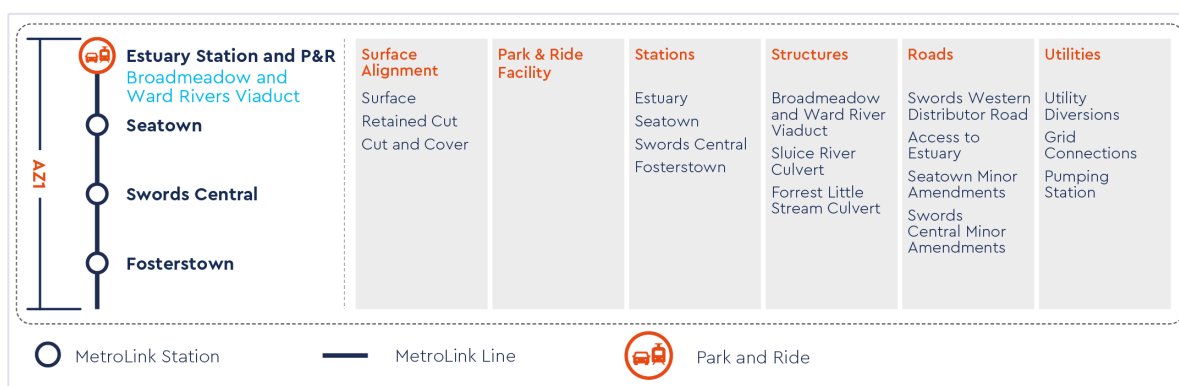 AZ1
Estuary Station and P&R
Broadmeadow and
Ward Rivers Viaduct
Seatown
Swords Central
Fosterstown
Surface
Alignment
Surface
Retained Cut
Cut and Cover
Park & Ride
Facility
Stations
Estuary
Seatown
Swords Central
Fosterstown
Structures
Broadmeadow
and Ward River
Viaduct
Sluice River
Culvert
Forrest Little
Stream Culvert
Roads
Swords Western
Distributor Road
Access to
Estuary
Seatown Minor
Amendments
Swords
Central Minor
Amendments
Utilities
Utility
Diversions
Grid
Connections
Pumping
Station
MetroLink Station
MetroLink Line
Park and Ride